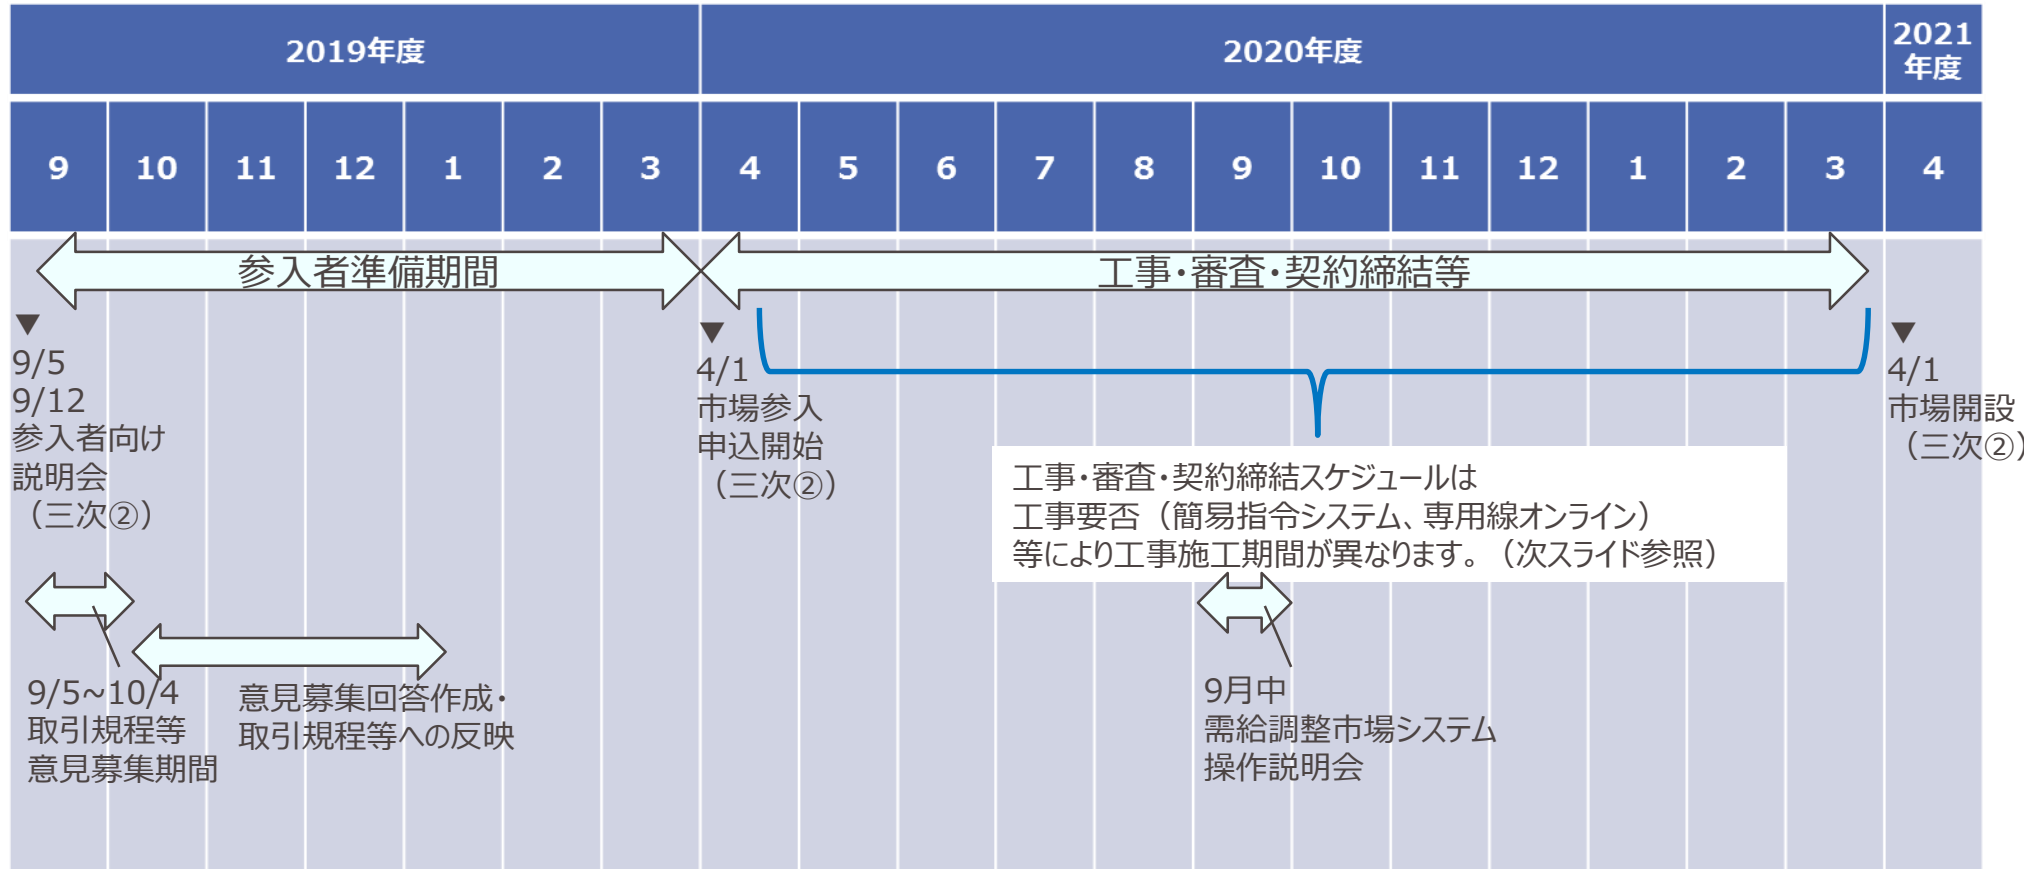 2019年度
2020年度
2021
年度
9
10
11
12
1
2
3
4
5
6
7
8
9
10
11
12
1
2
3
4
参入者準備期間
工事・審査・契約締結等
9/5
9/12
参入者向け
説明会
（三次②）
4/1
市場参入
申込開始
（三次②）
4/1
市場開設
（三次②）
工事・審査・契約締結スケジュールは
工事要否（簡易指令システム、専用線オンライン）
等により工事施工期間が異なります。（次スライド参照）
9/5~10/4
取引規程等
意見募集期間
意見募集回答作成・
取引規程等への反映
9月中
需給調整市場システム
操作説明会